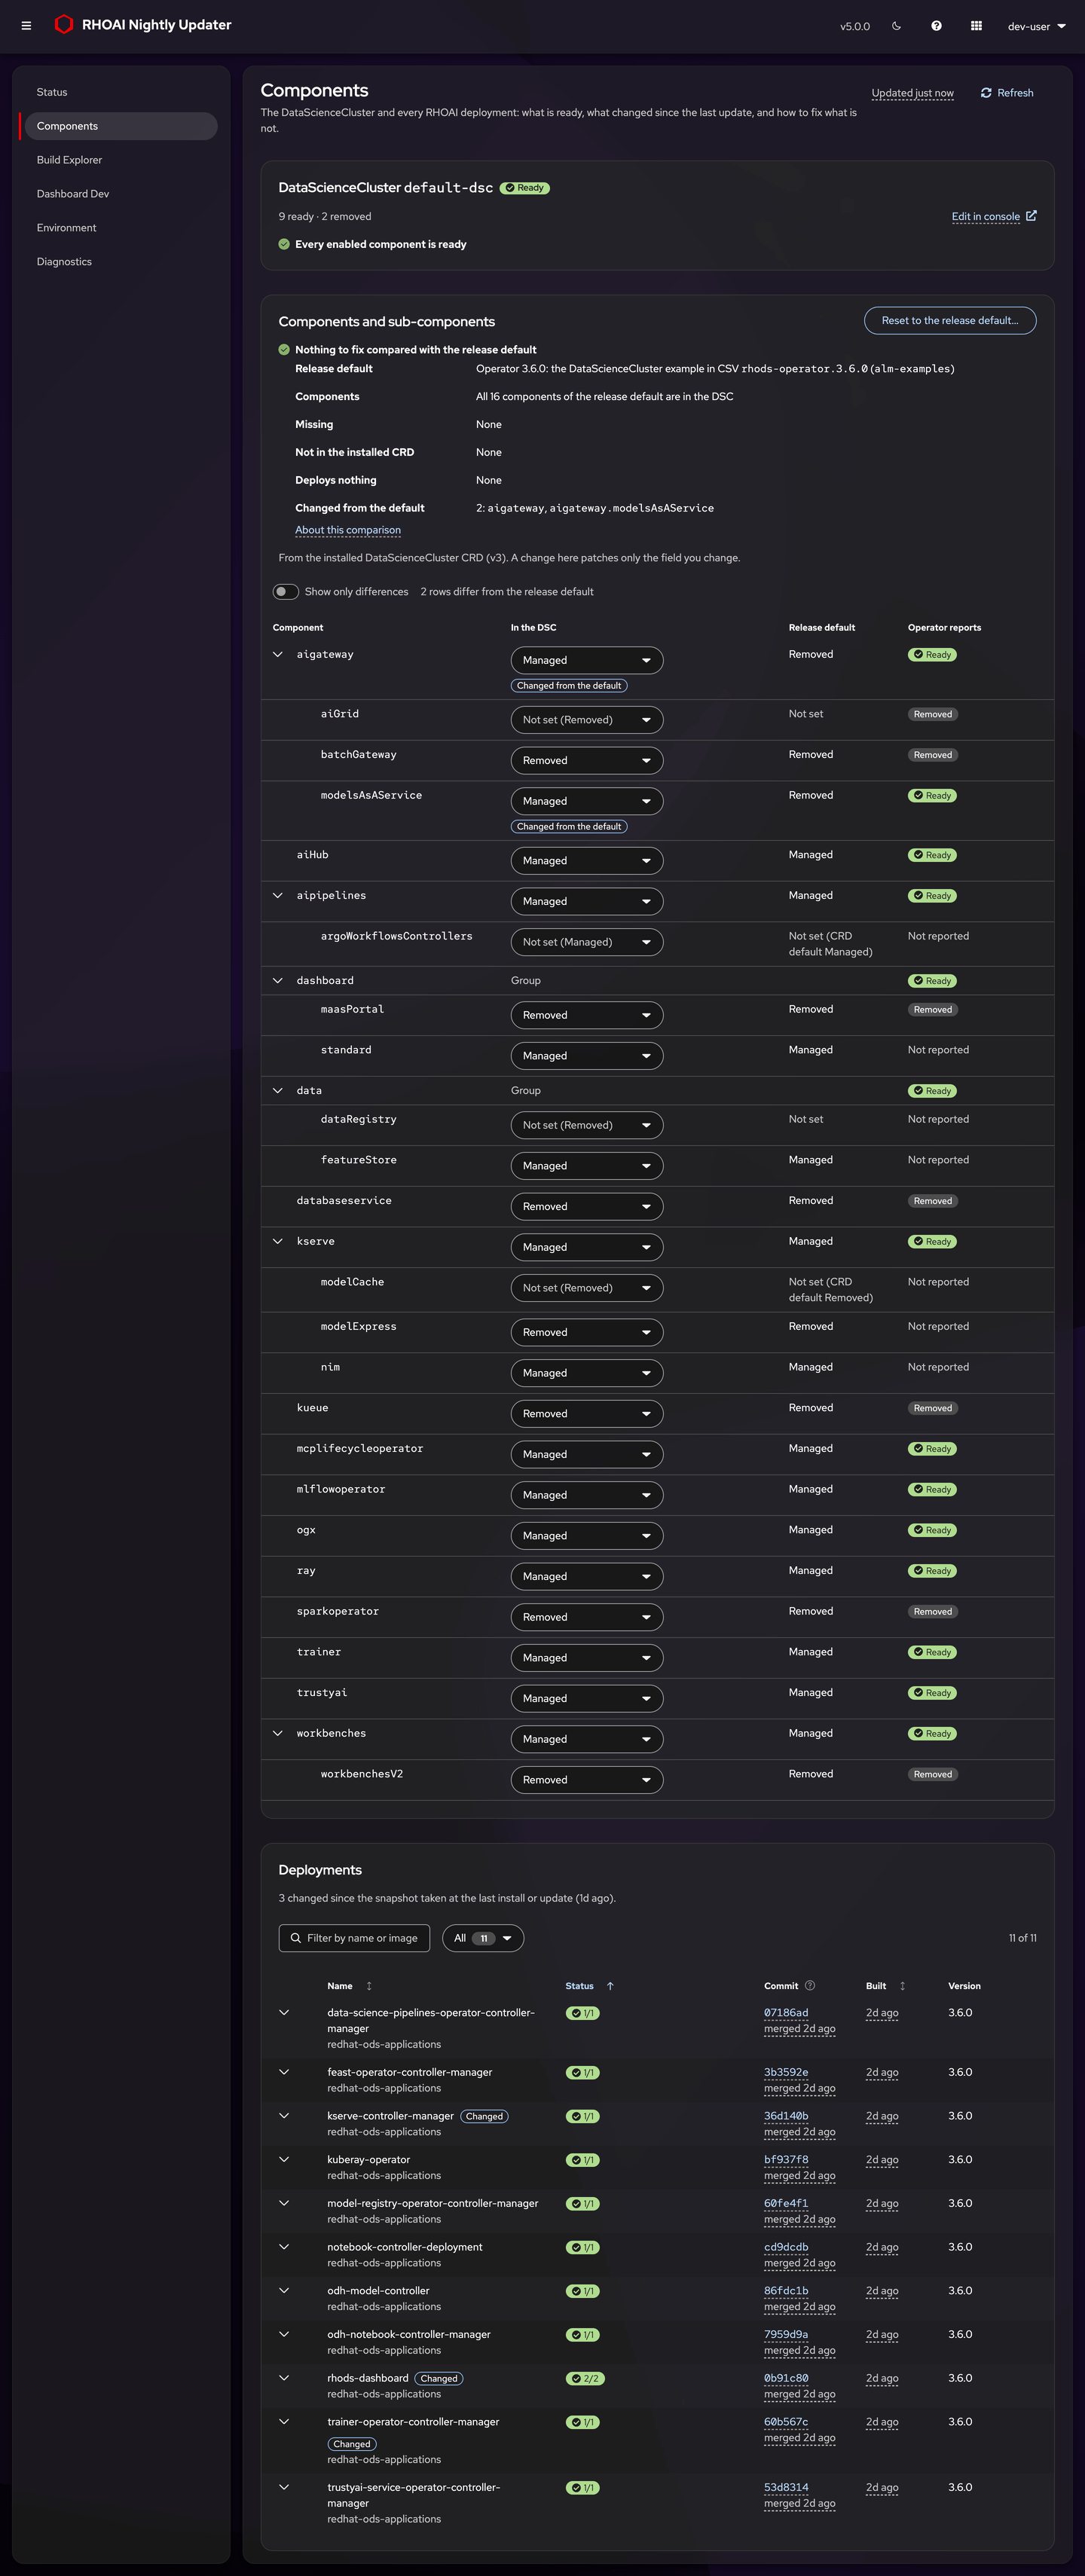 RHOAI Nightly Updater
v5.0.0
dev-user
Status
Components
Build Explorer
Dashboard Dev
Environment
Diagnostics
Components
The DataScienceCluster and every RHOAI deployment: what is ready, what changed since the last update, and how to fix what is
not.
Updated just now
Refresh
DataScienceCluster default-dsc Ready
9 ready · 2 removed
Edit in console
Every enabled component is ready
Components and sub-components
Reset to the release default...
Nothing to fix compared with the release default
Release default Operator 3.6.0: the DataScienceCluster example in CSV rhods-operator.3.6.0 (alm-examples)
Components All 16 components of the release default are in the DSC
Missing None
Not in the installed CRD None
Deploys nothing None
Changed from the default 2: aigateway, aigateway.modelsAsAService
About this comparison
From the installed DataScienceCluster CRD (v3). A change here patches only the field you change.
Show only differences 2 rows differ from the release default
Component In the DSC Release default Operator reports
aigateway Managed Removed Ready
Changed from the default
aiGrid Not set (Removed) Not set Removed
batchGateway Removed Removed Removed
modelsAsAService Managed Removed Ready
Changed from the default
aiHub Managed Managed Ready
aipipelines Managed Managed Ready
argoWorkflowsControllers Not set (Managed) Not set (CRD Not reported
default Managed)
dashboard Group Ready
maasPortal Removed Removed Removed
standard Managed Managed Not reported
data Group Ready
dataRegistry Not set (Removed) Not set Not reported
featureStore Managed Managed Not reported
databaseservice Removed Removed Removed
kserve Managed Managed Ready
modelCache Not set (Removed) Not set (CRD Not reported
default Removed)
modelExpress Removed Removed Not reported
nim Managed Managed Not reported
kueue Removed Removed Removed
mcplifecycleoperator Managed Managed Ready
mlflowoperator Managed Managed Ready
ogx Managed Managed Ready
ray Managed Managed Ready
sparkoperator Removed Removed Removed
trainer Managed Managed Ready
trustyai Managed Managed Ready
workbenches Managed Managed Ready
workbenchesV2 Removed Removed Removed
Deployments
3 changed since the snapshot taken at the last install or update (1d ago).
Filter by name or image All 11 11 of 11
Name Status Commit Built Version
data-science-pipelines-operator-controller- 1/1 07186ad 2d ago 3.6.0
manager merged 2d ago
redhat-ods-applications
feast-operator-controller-manager 1/1 3b3592e 2d ago 3.6.0
redhat-ods-applications merged 2d ago
kserve-controller-manager Changed 1/1 36d140b 2d ago 3.6.0
redhat-ods-applications merged 2d ago
kuberay-operator 1/1 bf937f8 2d ago 3.6.0
redhat-ods-applications merged 2d ago
model-registry-operator-controller-manager 1/1 60fe4f1 2d ago 3.6.0
redhat-ods-applications merged 2d ago
notebook-controller-deployment 1/1 cd9dcdb 2d ago 3.6.0
redhat-ods-applications merged 2d ago
odh-model-controller 1/1 86fdc1b 2d ago 3.6.0
redhat-ods-applications merged 2d ago
odh-notebook-controller-manager 1/1 7959d9a 2d ago 3.6.0
redhat-ods-applications merged 2d ago
rhods-dashboard Changed 2/2 0b91c80 2d ago 3.6.0
redhat-ods-applications merged 2d ago
trainer-operator-controller-manager 1/1 60b567c 2d ago 3.6.0
Changed merged 2d ago
redhat-ods-applications
trustyai-service-operator-controller- 1/1 53d8314 2d ago 3.6.0
manager merged 2d ago
redhat-ods-applications